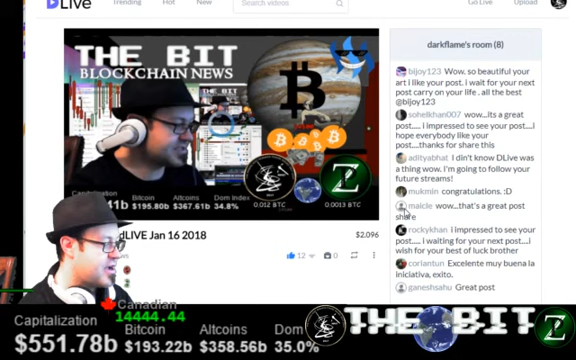 DLive
Trending
Hot
New
Search videos
Go Live
Upload
THE BIT
BLOCKCHAIN NEWS
Bitcoin
$195.80b
Altcoins
$367.61b
Dom Index
34.8%
0.012 BTC
0.0013 BTC
dLIVE Jan 16 2018
$2.096
12
0
darkflame's room (8)
bijoy123 Wow. so beautiful your
art i like your post. i wait for your next
post carry on your life . all the best
@bijoy123
sohelkhan007 wow...its a great
post..... i impressed to see your post....i
hope everybody like your
post.....thanks for share this
adityabhat I din't know DLive was
a thing wow. I'm going to follow your
future streams!
mukmin congratulations. :D
maicle wow...that's a great post
share
rockykhan i impressed to see your
post.... i waiting for your next post....i
wish for your best of luck brother
coriantun Excelente muy buena la
iniciativa, exito.
ganeshsahu Great post
Canadian
14444.44
Capitalization
$551.78b
Bitcoin
$193.22b
Altcoins
$358.56b
Dom
35.0%
THE BIT